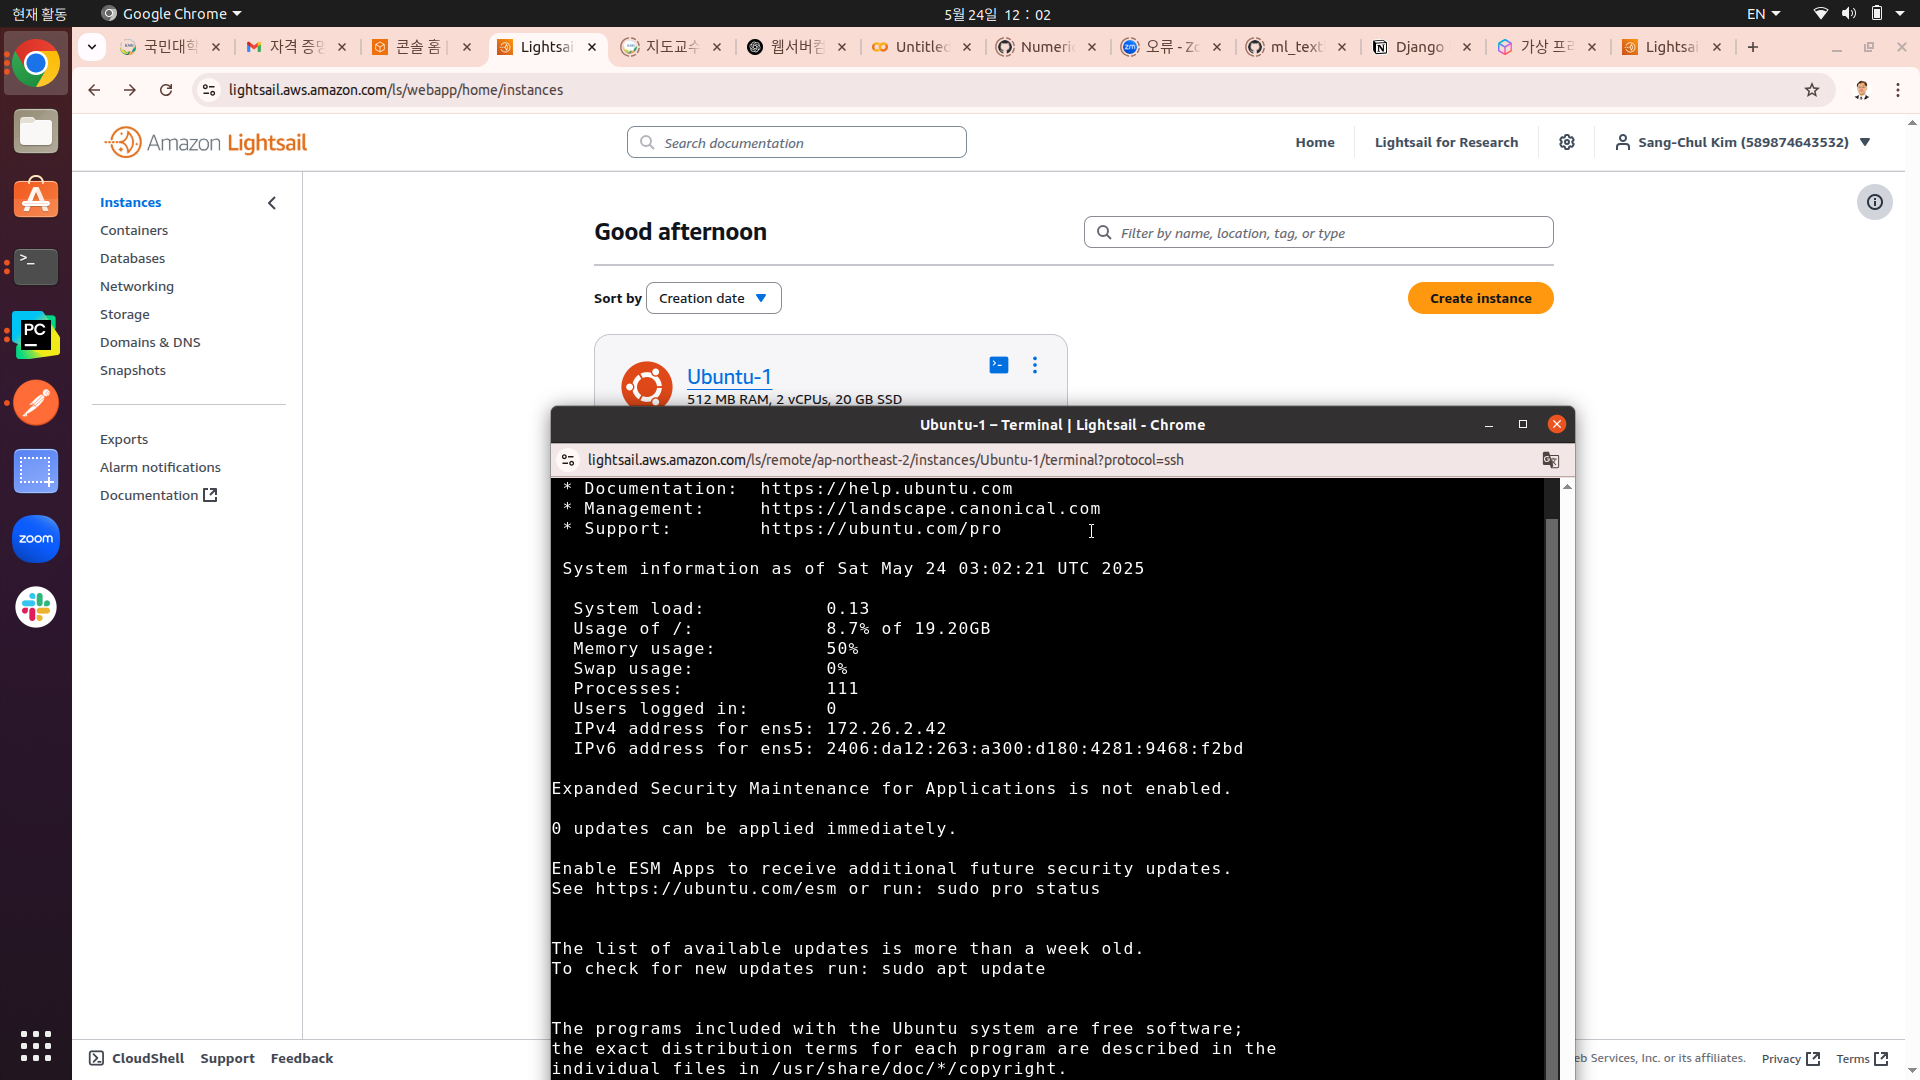 현재 활동
Google Chrome
5월 24일 12 : 02
EN
국민대학
자격 증명
콘솔 홈
Lightsai
지도교수
웹서버컴
Untitled
Numeri
오류 - Zo
ml_text
Django
가상 프라
Lightsai
lightsail.aws.amazon.com/ls/webapp/home/instances
Amazon Lightsail
Search documentation
Home
Lightsail for Research
Sang-Chul Kim (589874643532)
Instances
Containers
Databases
Networking
Storage
Domains & DNS
Snapshots
Exports
Alarm notifications
Documentation
Good afternoon
Filter by name, location, tag, or type
Sort by
Creation date
Create instance
Ubuntu-1
512 MB RAM, 2 vCPUs, 20 GB SSD
Ubuntu-1 – Terminal | Lightsail - Chrome
lightsail.aws.amazon.com/ls/remote/ap-northeast-2/instances/Ubuntu-1/terminal?protocol=ssh
* Documentation: https://help.ubuntu.com
* Management: https://landscape.canonical.com
* Support: https://ubuntu.com/pro
System information as of Sat May 24 03:02:21 UTC 2025
System load: 0.13
Usage of /: 8.7% of 19.20GB
Memory usage: 50%
Swap usage: 0%
Processes: 111
Users logged in: 0
IPv4 address for ens5: 172.26.2.42
IPv6 address for ens5: 2406:da12:263:a300:d180:4281:9468:f2bd
Expanded Security Maintenance for Applications is not enabled.
0 updates can be applied immediately.
Enable ESM Apps to receive additional future security updates.
See https://ubuntu.com/esm or run: sudo pro status
The list of available updates is more than a week old.
To check for new updates run: sudo apt update
The programs included with the Ubuntu system are free software;
the exact distribution terms for each program are described in the
individual files in /usr/share/doc/*/copyright.
PC
zoom
CloudShell
Support
Feedback
eb Services, Inc. or its affiliates.
Privacy
Terms